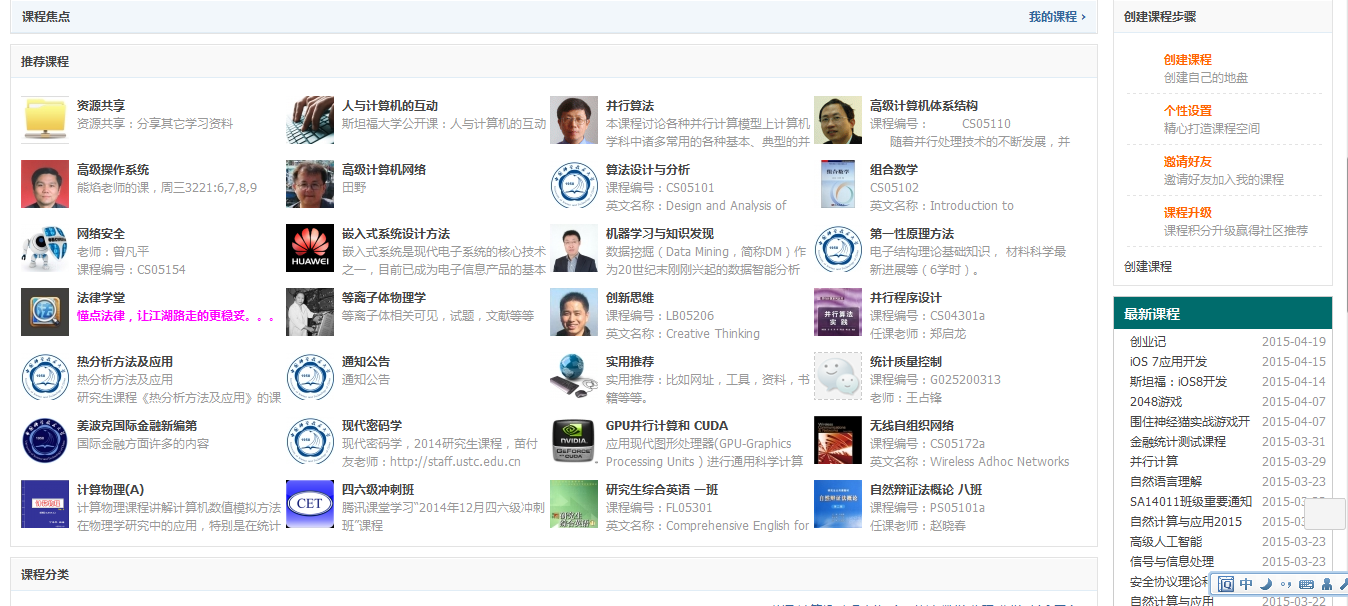 课程焦点
我的课程 ›
推荐课程
资源共享
资源共享：分享其它学习资料
人与计算机的互动
斯坦福大学公开课：人与计算机的互动
并行算法
本课程讨论各种并行计算模型上计算机
学科中诸多常用的各种基本、典型的并
高级计算机体系结构
课程编号： CS05110
随着并行处理技术的不断发展，并
高级操作系统
熊焰老师的课，周三3221:6,7,8,9
高级计算机网络
田野
算法设计与分析
课程编号：CS05101
英文名称：Design and Analysis of
组合数学
CS05102
英文名称：Introduction to
网络安全
老师：曾凡平
课程编号：CS05154
HUAWEI
嵌入式系统设计方法
嵌入式系统是现代电子系统的核心技术
之一，目前已成为电子信息产品的基本
机器学习与知识发现
数据挖掘（Data Mining，简称DM）作
为20世纪末刚刚兴起的数据智能分析
第一性原理方法
电子结构理论基础知识， 材料科学最
新进展等（6学时）。
法律学堂
懂点法律，让江湖路走的更稳妥。。。
等离子体物理学
等离子体相关可见，试题，文献等等
创新思维
课程编号：LB05206
英文名称：Creative Thinking
并行算法
实践
并行程序设计
课程编号：CS04301a
任课老师：郑启龙
热分析方法及应用
热分析方法及应用
研究生课程《热分析方法及应用》的课
通知公告
通知公告
实用推荐
实用推荐：比如网址，工具，资料，书
籍等等。
统计质量控制
课程编号：G025200313
老师：王占锋
姜波克国际金融新编第
国际金融方面许多的内容
现代密码学
现代密码学，2014研究生课程，苗付
友老师：http://staff.ustc.edu.cn
NVIDIA
GEFORCE
GPU并行计算和 CUDA
应用现代图形处理器(GPU-Graphics
Processing Units ) 进行通用科学计算
无线自组织网络
课程编号：CS05172a
英文名称：Wireless Adhoc Networks
计算物理(A)
计算物理课程讲解计算机数值模拟方法
在物理学研究中的应用，特别是在统计
CET
四六级冲刺班
腾讯课堂学习“2014年12月四六级冲刺
班”课程
研究生综合英语 一班
课程编号：FL05301
英文名称：Comprehensive English for
自然辩证法概论
自然辩证法概论 八班
课程编号：PS05101a
任课老师：赵晓春
课程分类
创建课程步骤
创建课程
创建自己的地盘
个性设置
精心打造课程空间
邀请好友
邀请好友加入我的课程
课程升级
课程积分升级赢得社区推荐
创建课程
最新课程
创业记 2015-04-19
iOS 7应用开发 2015-04-15
斯坦福：iOS8开发 2015-04-14
2048游戏 2015-04-07
围住神经猫实战游戏开 2015-04-07
金融统计测试课程 2015-03-31
并行计算 2015-03-29
自然语言理解 2015-03-23
SA14011班级重要通知
自然计算与应用2015
高级人工智能 2015-03-23
信号与信息处理 2015-03-23
安全协议理论
中
自然计算与应用 2015-03-22